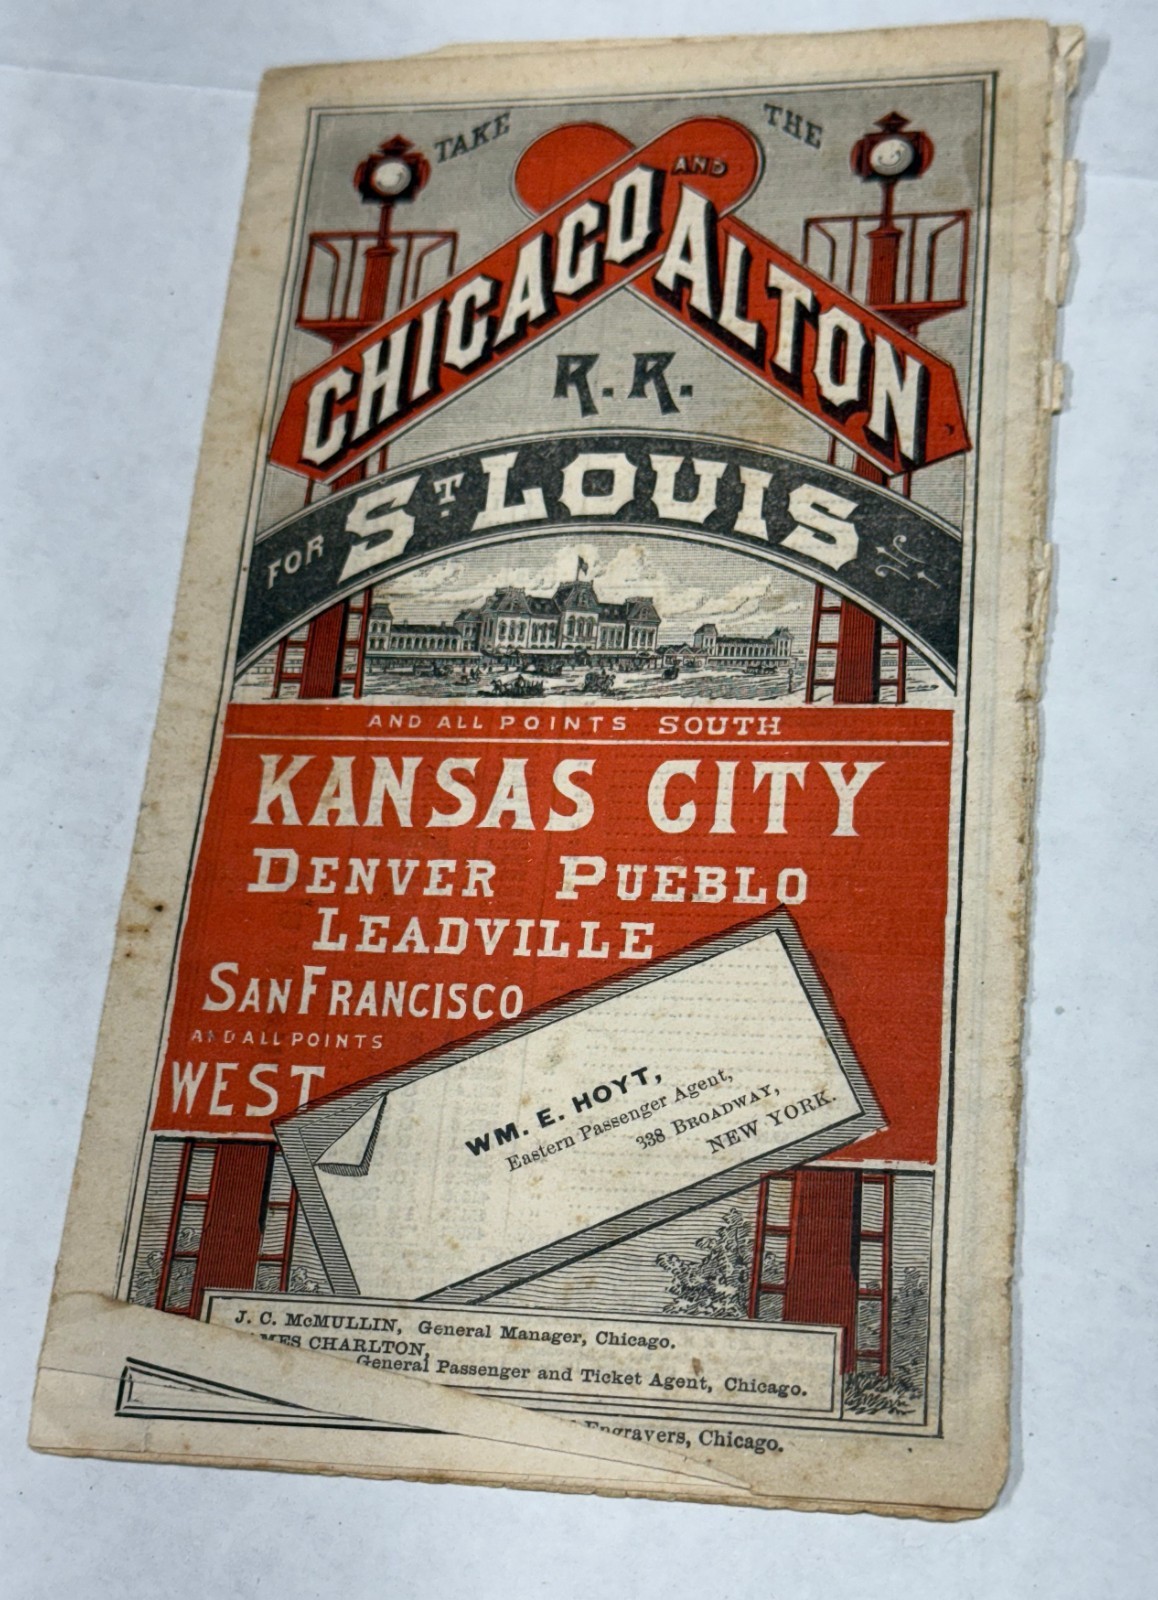 TAKE THE
CHICAGO AND ALTON
R. R.
FOR ST LOUIS
AND ALL POINTS SOUTH
KANSAS CITY
DENVER PUEBLO
LEADVILLE
SAN FRANCISCO
AND ALL POINTS
WEST
WM. E. HOYT,
Eastern Passenger Agent,
338 BROADWAY,
NEW YORK.
J. C. McMULLIN, General Manager, Chicago.
CHARLTON,
General Passenger and Ticket Agent, Chicago.
Engravers, Chicago.